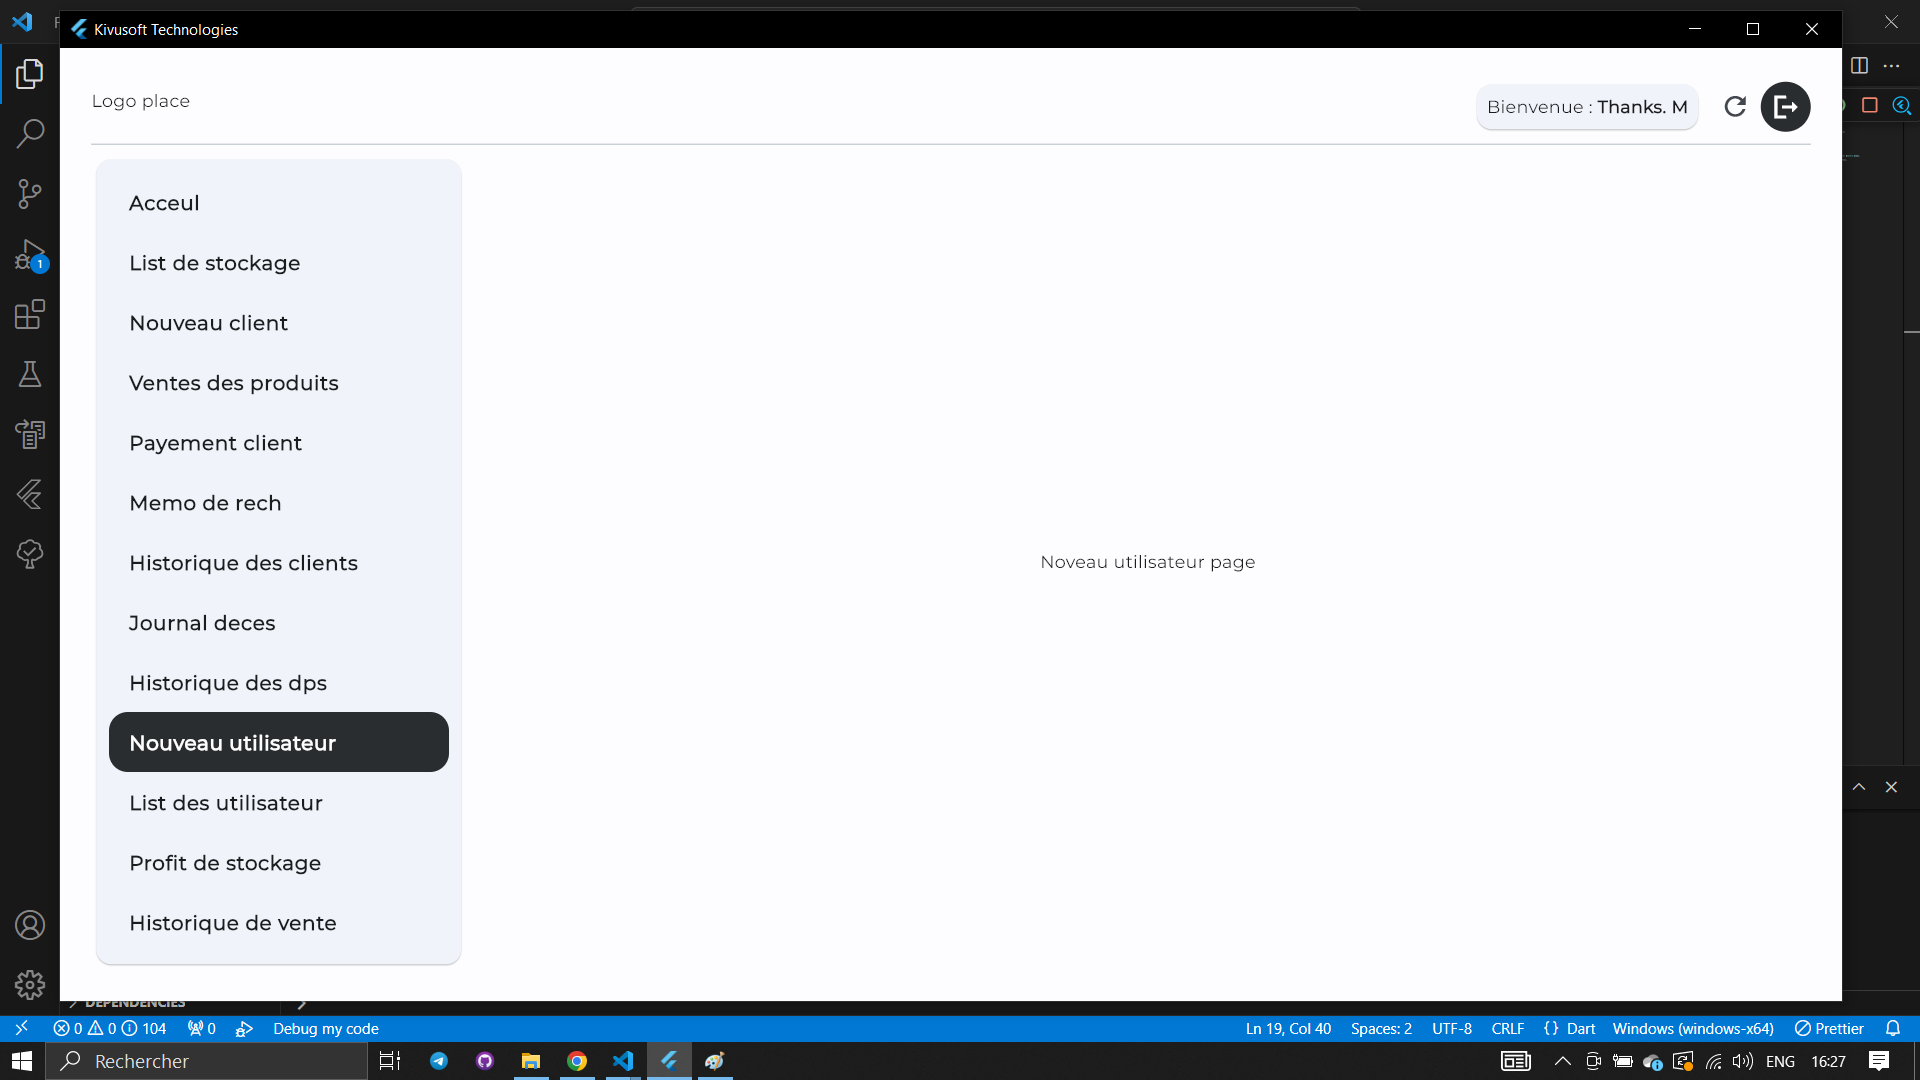 Kivusoft Technologies
Logo place
Bienvenue : Thanks. M
Acceul
List de stockage
Nouveau client
Ventes des produits
Payement client
Memo de rech
Historique des clients
Journal deces
Historique des dps
Nouveau utilisateur
List des utilisateur
Profit de stockage
Historique de vente
Noveau utilisateur page
1
DEPENDENCIES
0 0 104 0 Debug my code Ln 19, Col 40 Spaces: 2 UTF-8 CRLF {} Dart Windows (windows-x64) Prettier
Rechercher ENG 16:27